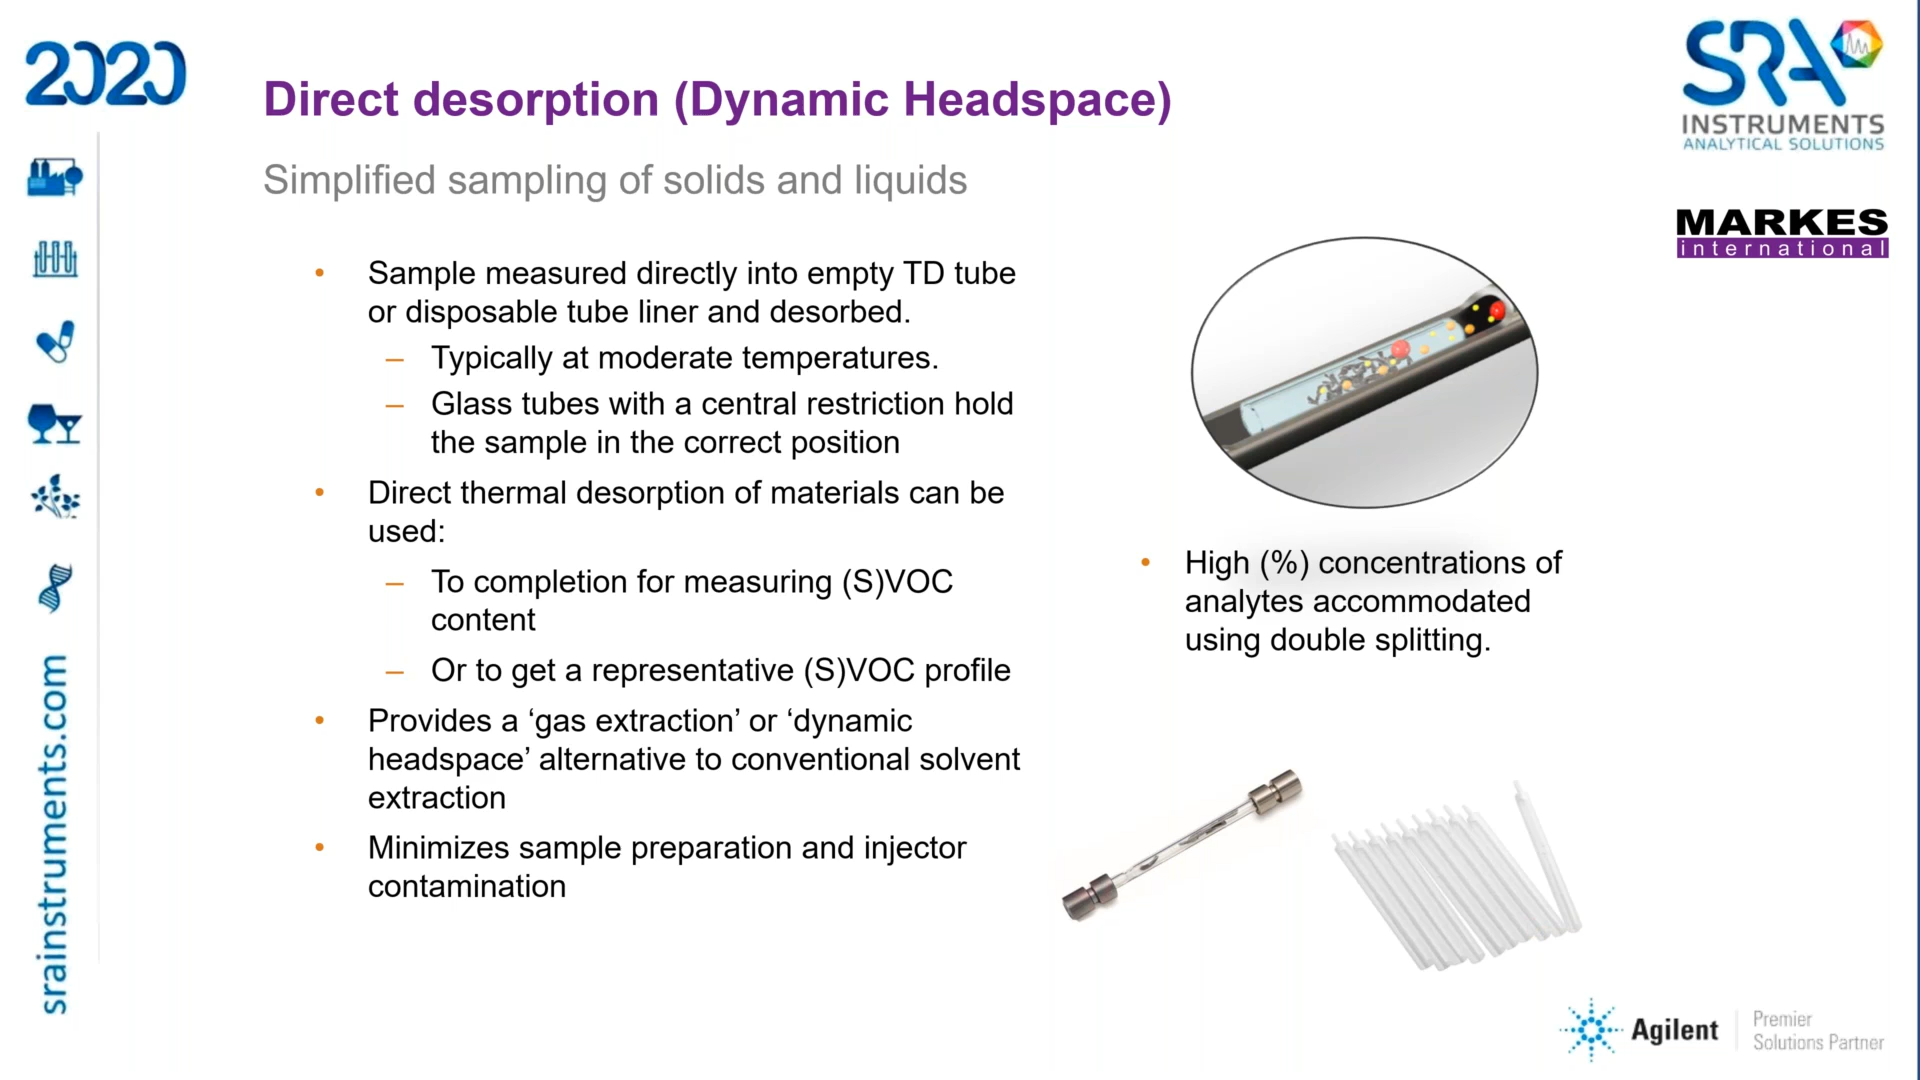 2020
Direct desorption (Dynamic Headspace)
Simplified sampling of solids and liquids
• Sample measured directly into empty TD tube
or disposable tube liner and desorbed.
– Typically at moderate temperatures.
– Glass tubes with a central restriction hold
the sample in the correct position
• Direct thermal desorption of materials can be
used:
– To completion for measuring (S)VOC
content
– Or to get a representative (S)VOC profile
• Provides a ‘gas extraction’ or ‘dynamic
headspace’ alternative to conventional solvent
extraction
• Minimizes sample preparation and injector
contamination
• High (%) concentrations of
analytes accommodated
using double splitting.
SRA
INSTRUMENTS
ANALYTICAL SOLUTIONS
MARKES
international
srainstruments.com
Agilent
Premier
Solutions Partner